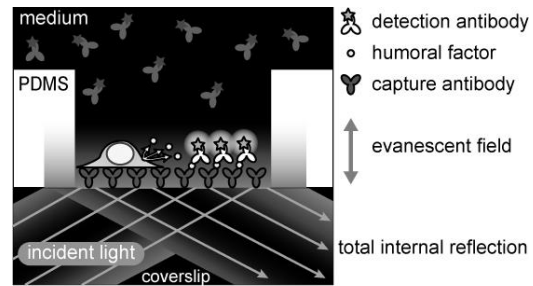 medium
PDMS
incident light
coverslip
detection antibody
humoral factor
capture antibody
evanescent field
total internal reflection